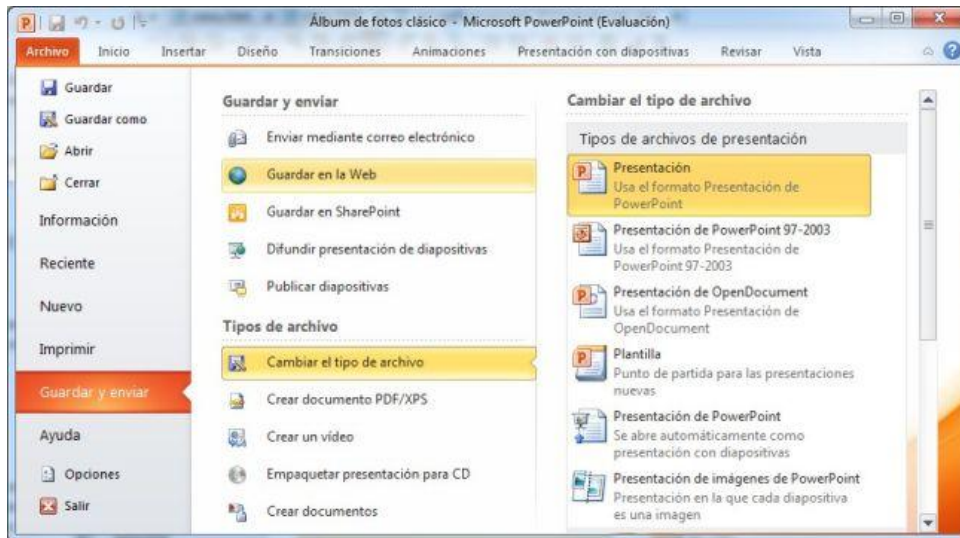 Álbum de fotos clásico - Microsoft PowerPoint (Evaluación)
Archivo Inicio Insertar Diseño Transiciones Animaciones Presentación con diapositivas Revisar Vista
Guardar
Guardar como
Abrir
Cerrar
Información
Reciente
Nuevo
Imprimir
Guardar y enviar
Ayuda
Opciones
Salir
Guardar y enviar
Enviar mediante correo electrónico
Guardar en la Web
Guardar en SharePoint
Difundir presentación de diapositivas
Publicar diapositivas
Tipos de archivo
Cambiar el tipo de archivo
Crear documento PDF/XPS
Crear un vídeo
Empaquetar presentación para CD
Crear documentos
Cambiar el tipo de archivo
Tipos de archivos de presentación
Presentación
Usa el formato Presentación de
PowerPoint
Presentación de PowerPoint 97-2003
Usa el formato Presentación de
PowerPoint 97-2003
Presentación de OpenDocument
Usa el formato Presentación de
OpenDocument
Plantilla
Punto de partida para las presentaciones
nuevas
Presentación de PowerPoint
Se abre automáticamente como
presentación con diapositivas
Presentación de imágenes de PowerPoint
Presentación en la que cada diapositiva
es una imagen